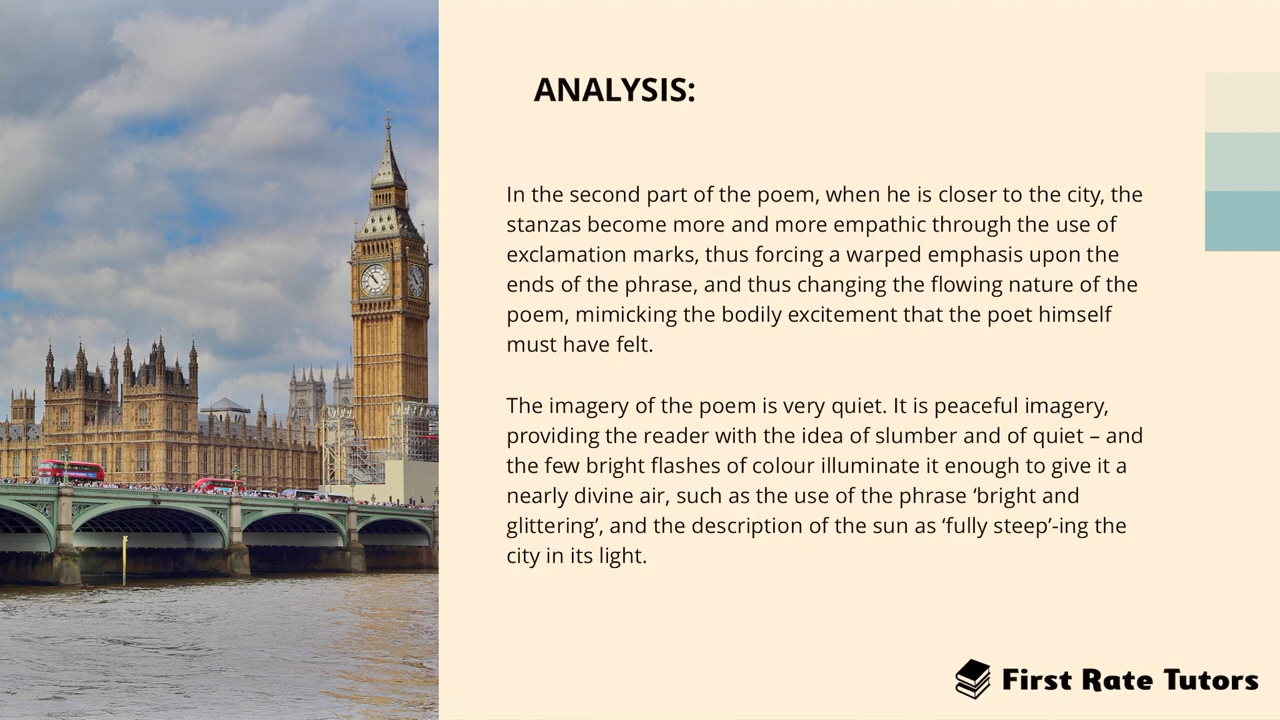 ANALYSIS:
In the second part of the poem, when he is closer to the city, the
stanzas become more and more empathic through the use of
exclamation marks, thus forcing a warped emphasis upon the
ends of the phrase, and thus changing the flowing nature of the
poem, mimicking the bodily excitement that the poet himself
must have felt.
The imagery of the poem is very quiet. It is peaceful imagery,
providing the reader with the idea of slumber and of quiet – and
the few bright flashes of colour illuminate it enough to give it a
nearly divine air, such as the use of the phrase ‘bright and
glittering’, and the description of the sun as ‘fully steep’-ing the
city in its light.
First Rate Tutors